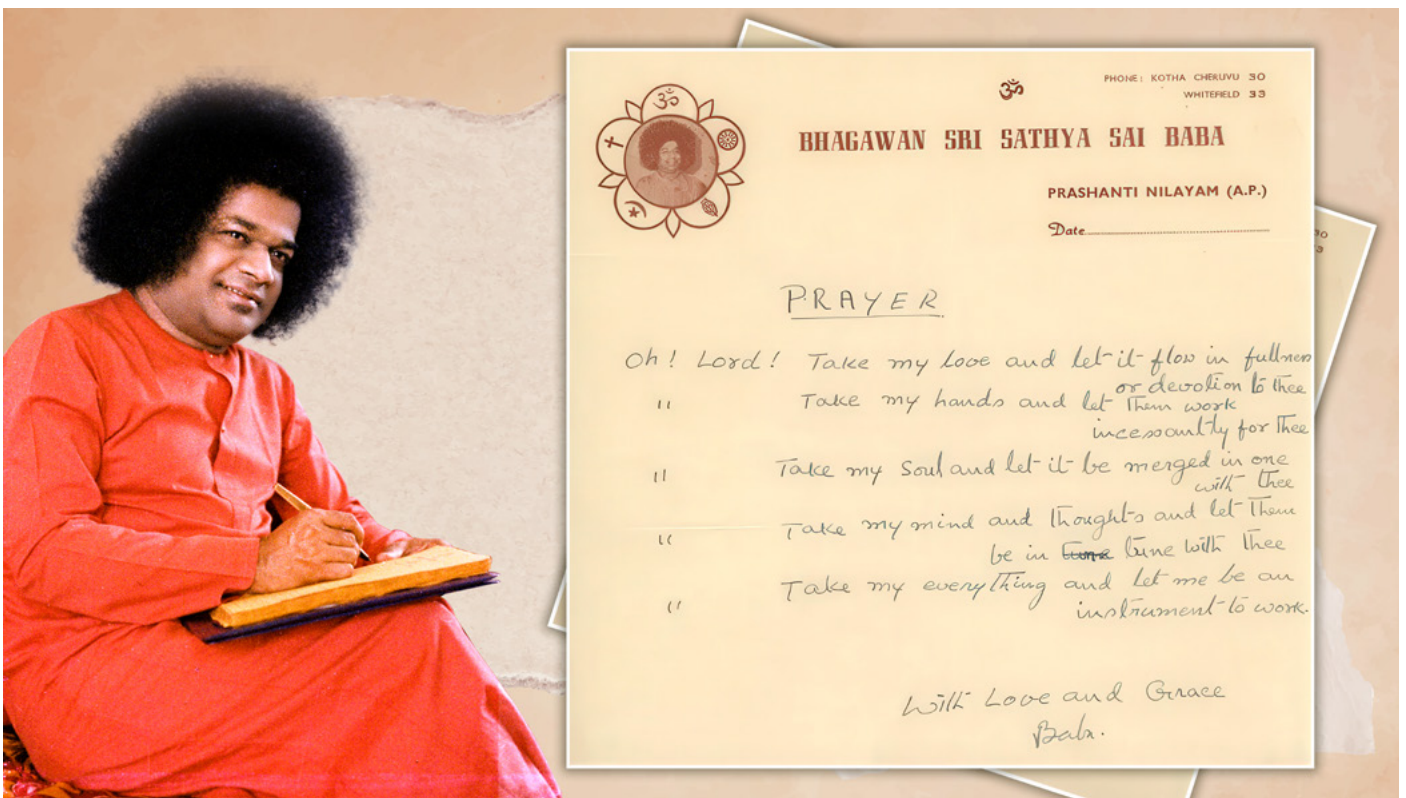 ॐ
PHONE: KOTHA CHERUVU 30
WHITEFIELD 33
ॐ
BHAGAWAN SRI SATHYA SAI BABA
PRASHANTI NILAYAM (A.P.)
Date
30
3
PRAYER
Oh! Lord! Take my love and let it flow in fullness
or devotion to thee
" Take my hands and let them work
incessantly for thee
" Take my Soul and let it be merged in one
with thee
" Take my mind and thoughts and let them
be in tune tune with thee
" Take my everything and let me be an
instrument to work.
With Love and Grace
Baba.